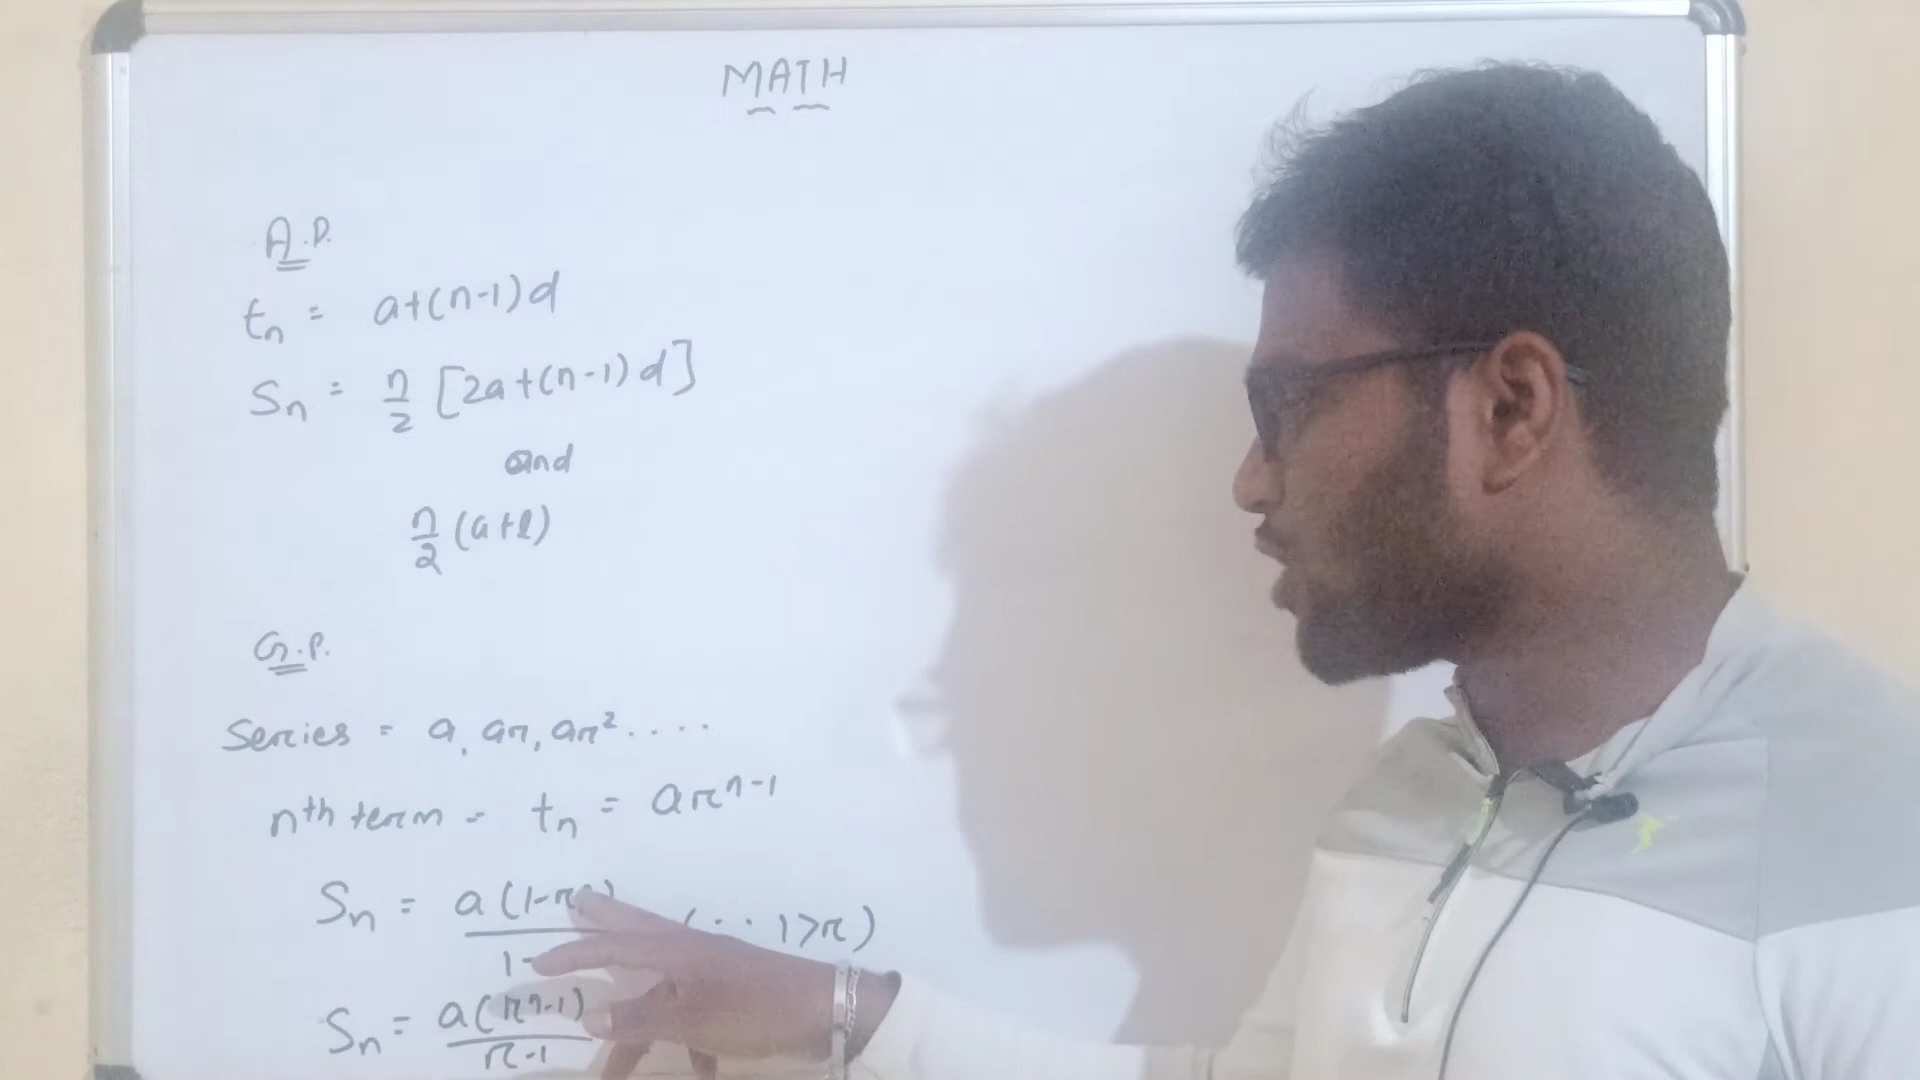 MATH
A.P.
tn = a+(n-1)d
Sn = n/2 [2a+(n-1)d]
and
n/2 (a+l)
G.P.
Series = a, ar, ar²....
nth term - tn = arⁿ⁻¹
Sn = a(1-r
1-
(∵ 1>r)
Sn = a(rⁿ-1)/r-1